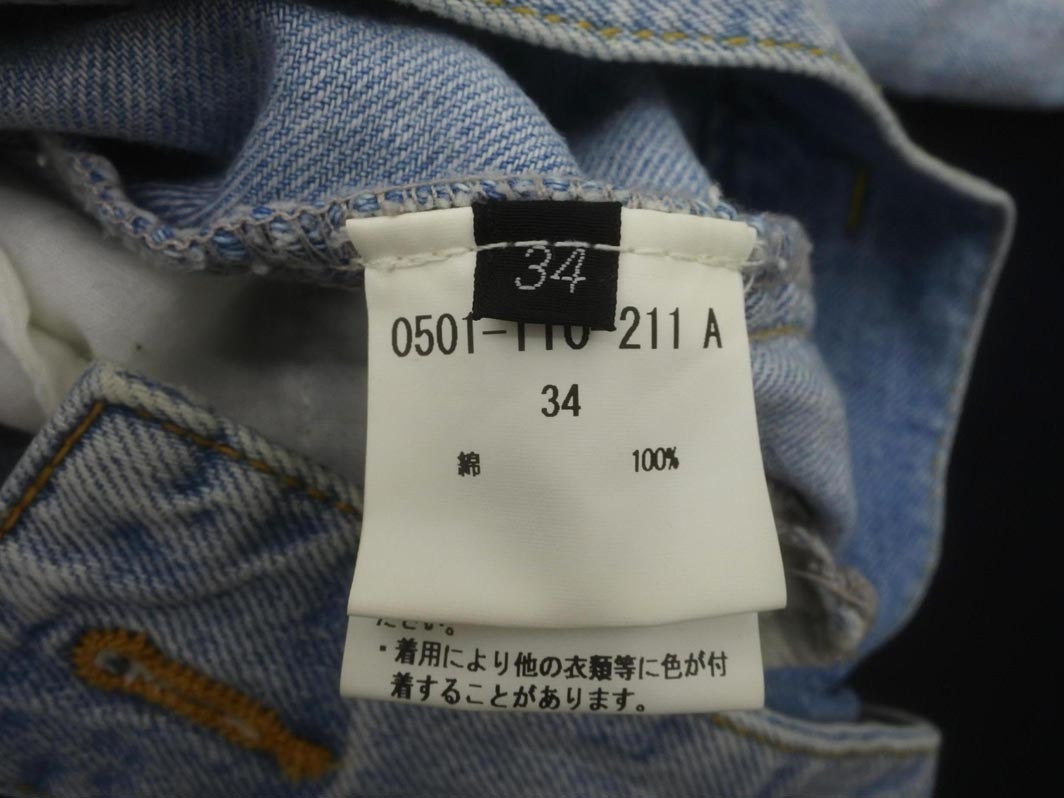 34
0501-110-211 A
34
綿 100%
ださい。
・着用により他の衣類等に色が付
着することがあります。